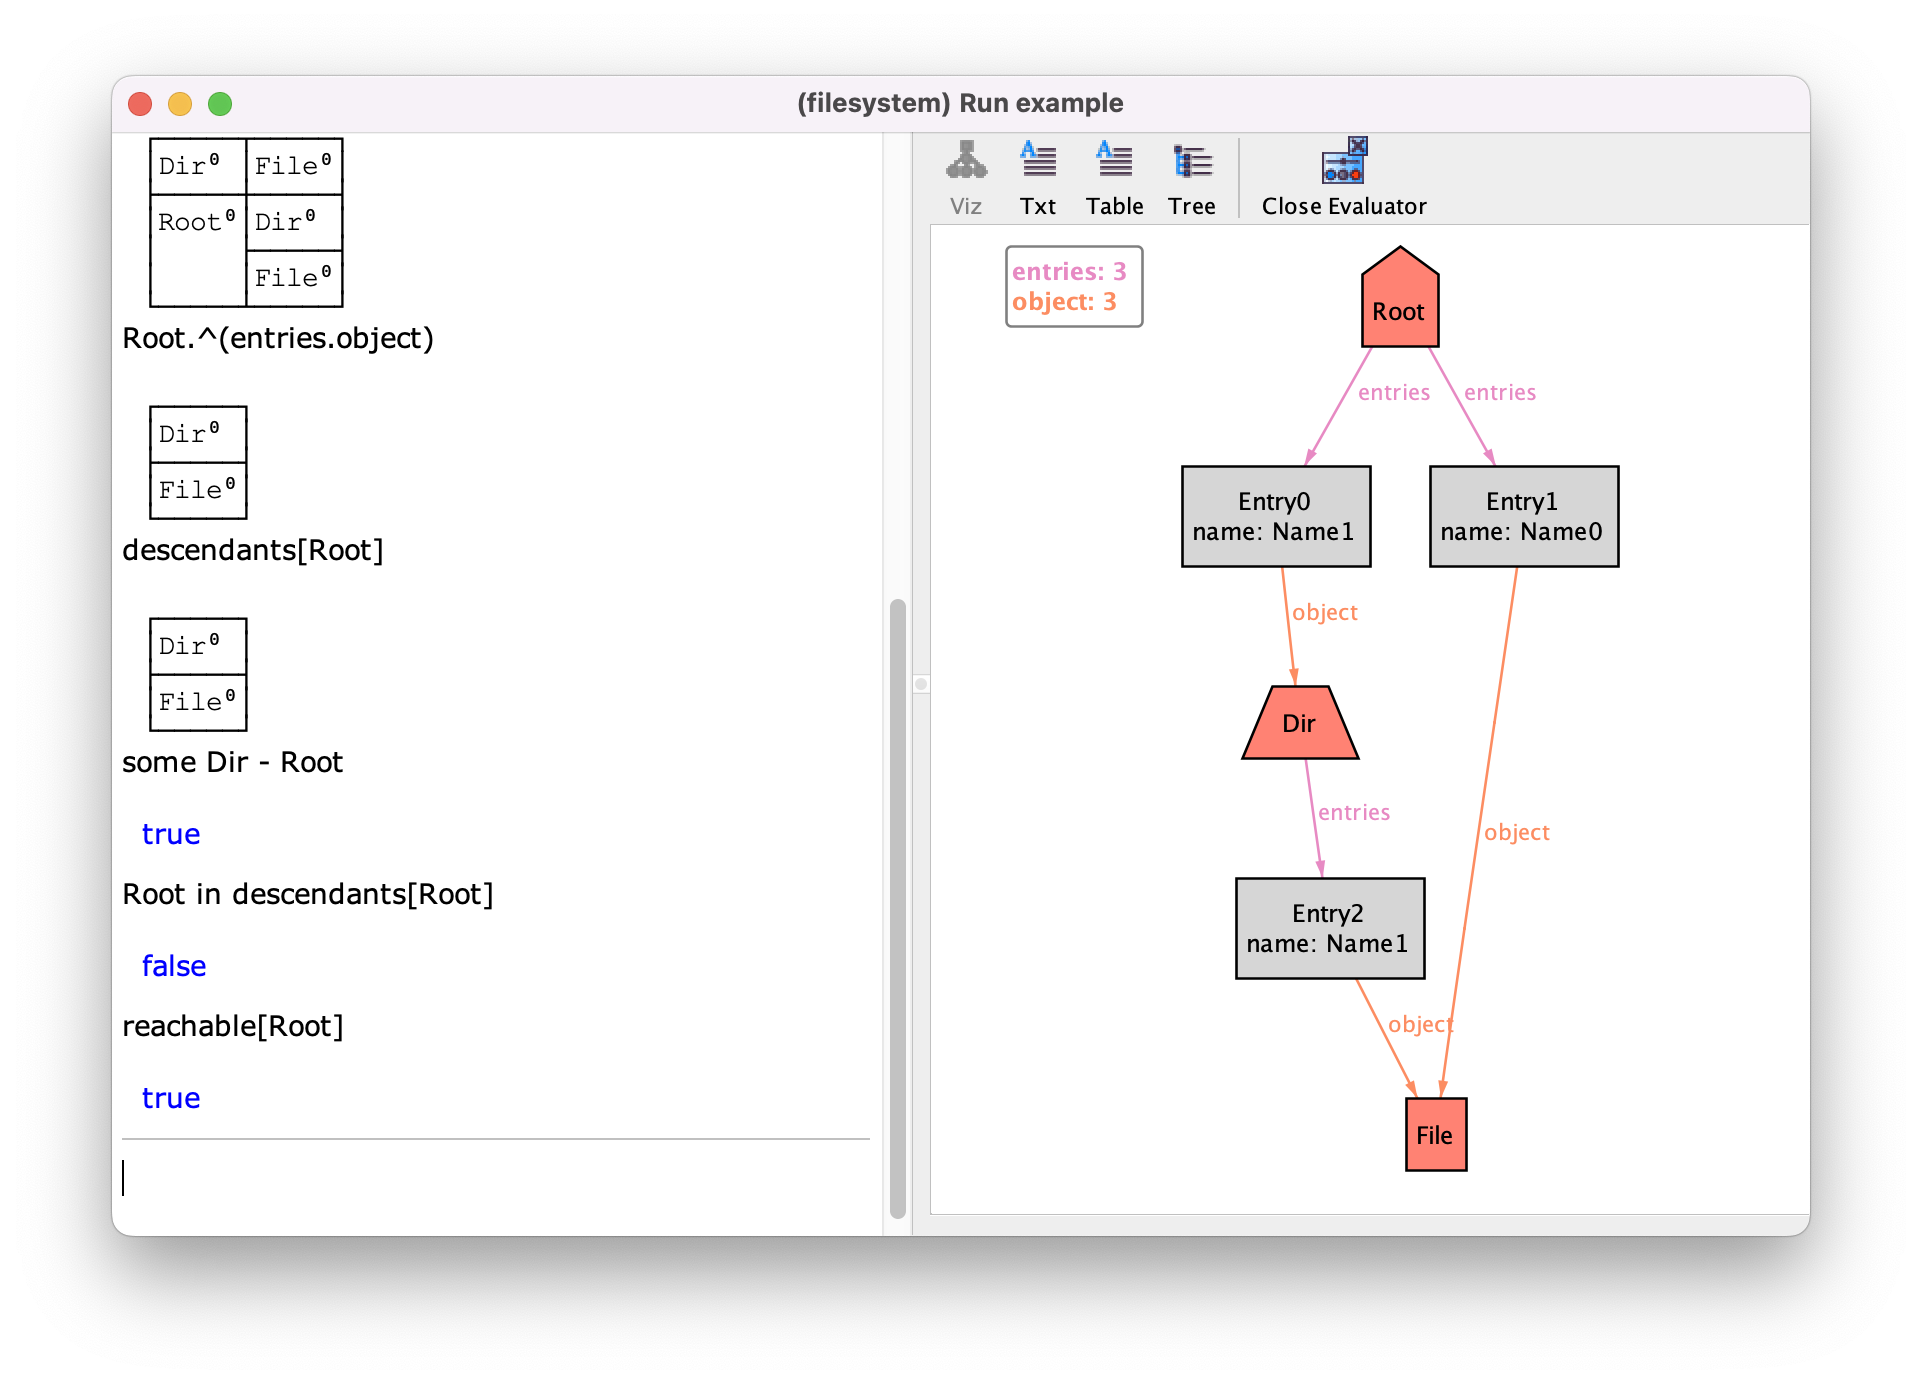 (filesystem) Run example
Dir⁰ File⁰
Root⁰ Dir⁰
File⁰
Root.^(entries.object)
Dir⁰
File⁰
descendants[Root]
Dir⁰
File⁰
some Dir - Root
true
Root in descendants[Root]
false
reachable[Root]
true
Viz Txt Table Tree Close Evaluator
entries: 3
object: 3
Root
entries entries
Entry0
name: Name1
Entry1
name: Name0
object
Dir
entries
object
Entry2
name: Name1
object
File